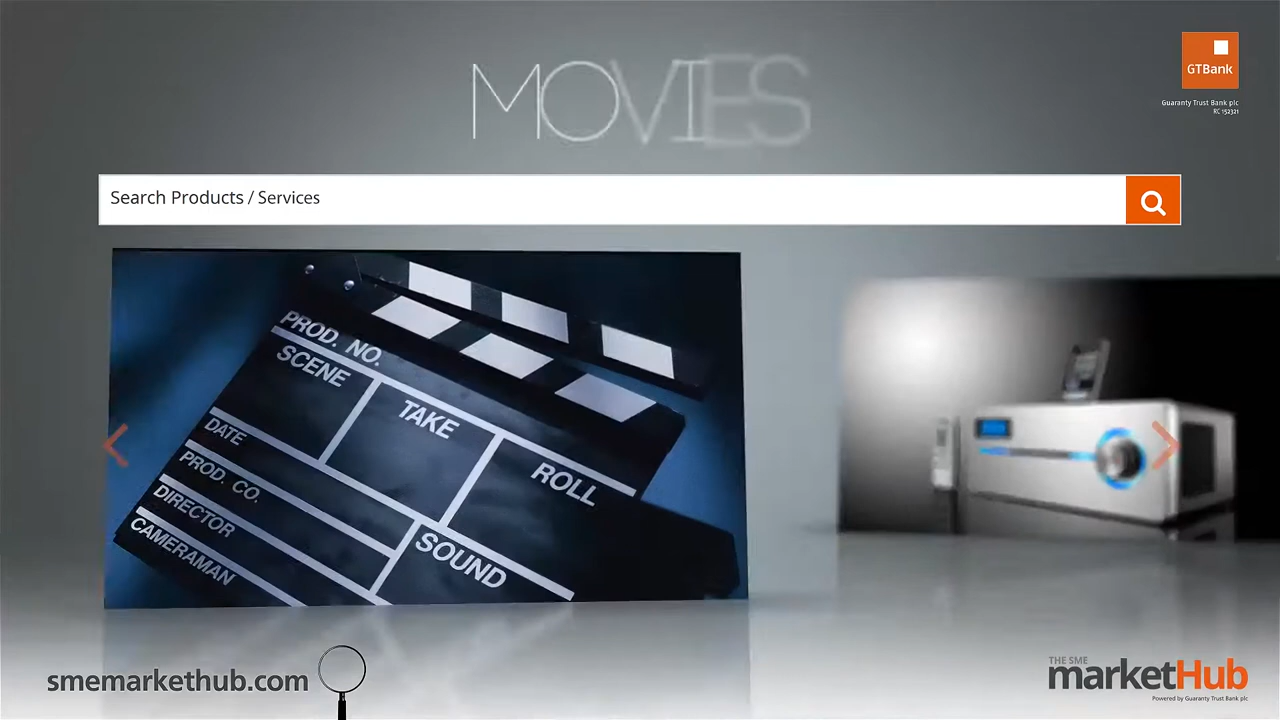 MOVIES
GTBank
Guaranty Trust Bank plc
RC 152321
Search Products / Services
PROD. NO.
SCENE
TAKE
ROLL
DATE
PROD. CO.
DIRECTOR
CAMERAMAN
SOUND
smemarkethub.com
THE SME
marketHub
Powered by Guaranty Trust Bank plc